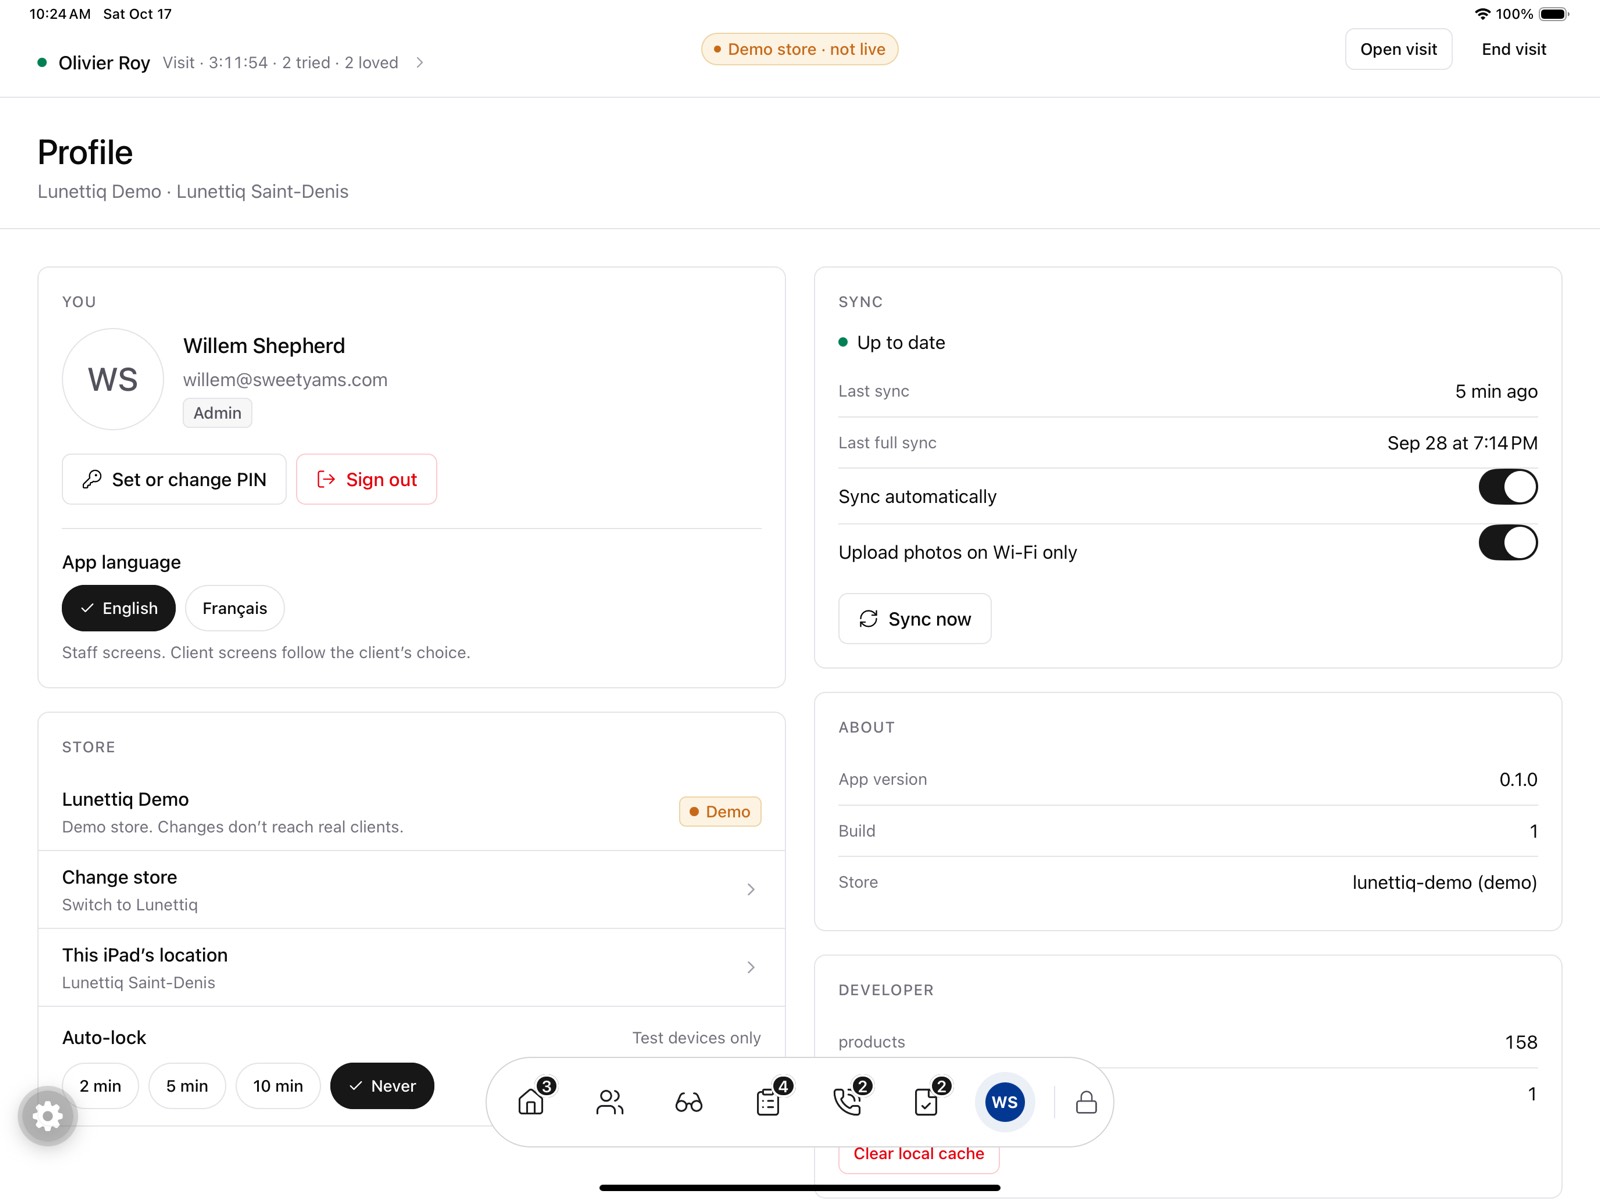 10:24 AM Sat Oct 17
100%
Olivier Roy Visit · 3:11:54 · 2 tried · 2 loved
Demo store · not live
Open visit
End visit
Profile
Lunettiq Demo · Lunettiq Saint-Denis
YOU
WS
Willem Shepherd
willem@sweetyams.com
Admin
Set or change PIN
Sign out
App language
English
Français
Staff screens. Client screens follow the client’s choice.
STORE
Lunettiq Demo
Demo store. Changes don’t reach real clients.
Demo
Change store
Switch to Lunettiq
This iPad’s location
Lunettiq Saint-Denis
Auto-lock
Test devices only
2 min
5 min
10 min
Never
SYNC
Up to date
Last sync 5 min ago
Last full sync Sep 28 at 7:14 PM
Sync automatically
Upload photos on Wi-Fi only
Sync now
ABOUT
App version 0.1.0
Build 1
Store lunettiq-demo (demo)
DEVELOPER
products 158
1
Clear local cache
3
4
2
2
WS